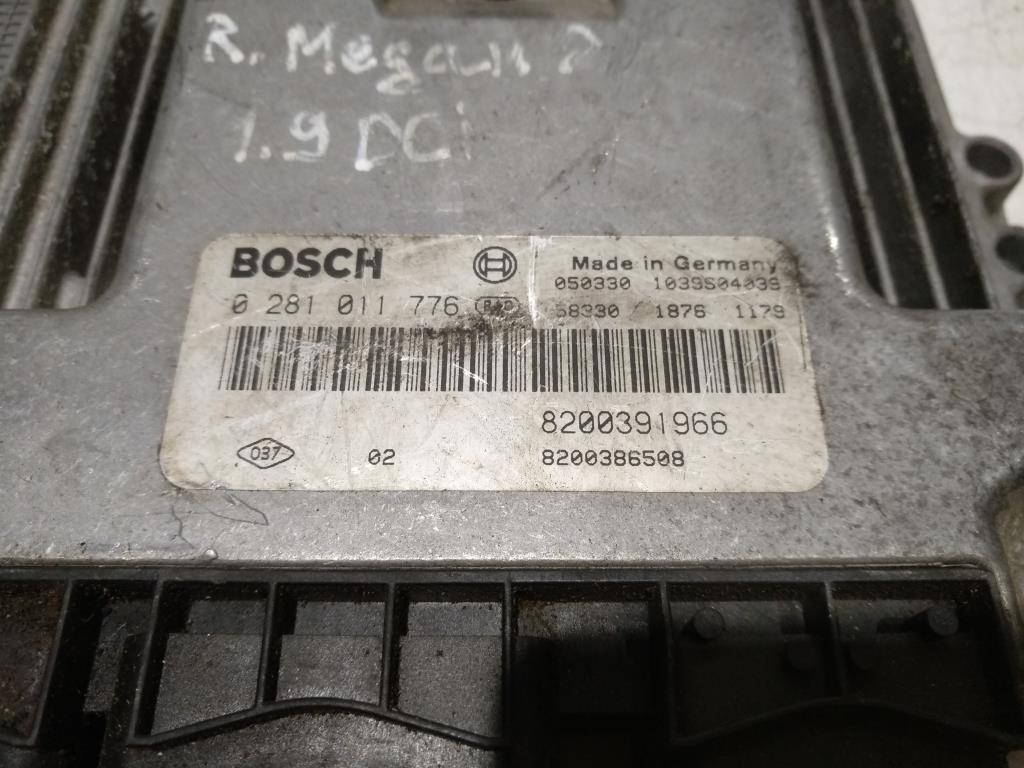 R. Megan 2
1.9 DCi
BOSCH
Made in Germany
050330 1039S04039
0 281 011 776
58330 1876 1179
8200391966
037 02 8200386508